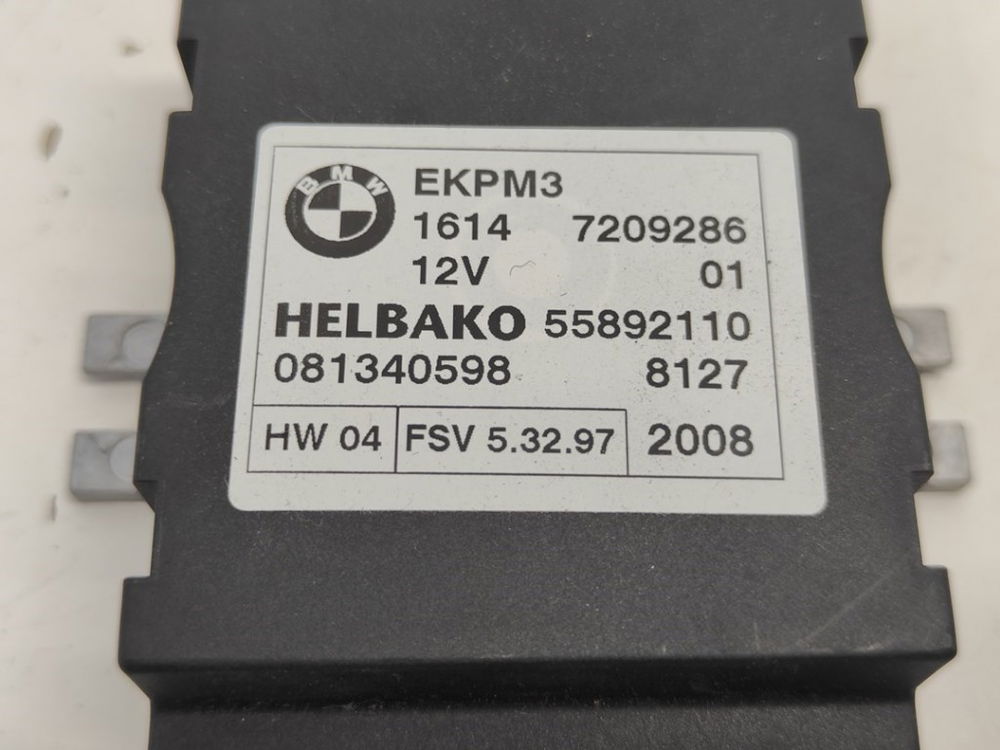 BMW
EKPM3
1614 7209286
12V 01
HELBAKO 55892110
081340598 8127
HW 04 FSV 5.32.97 2008